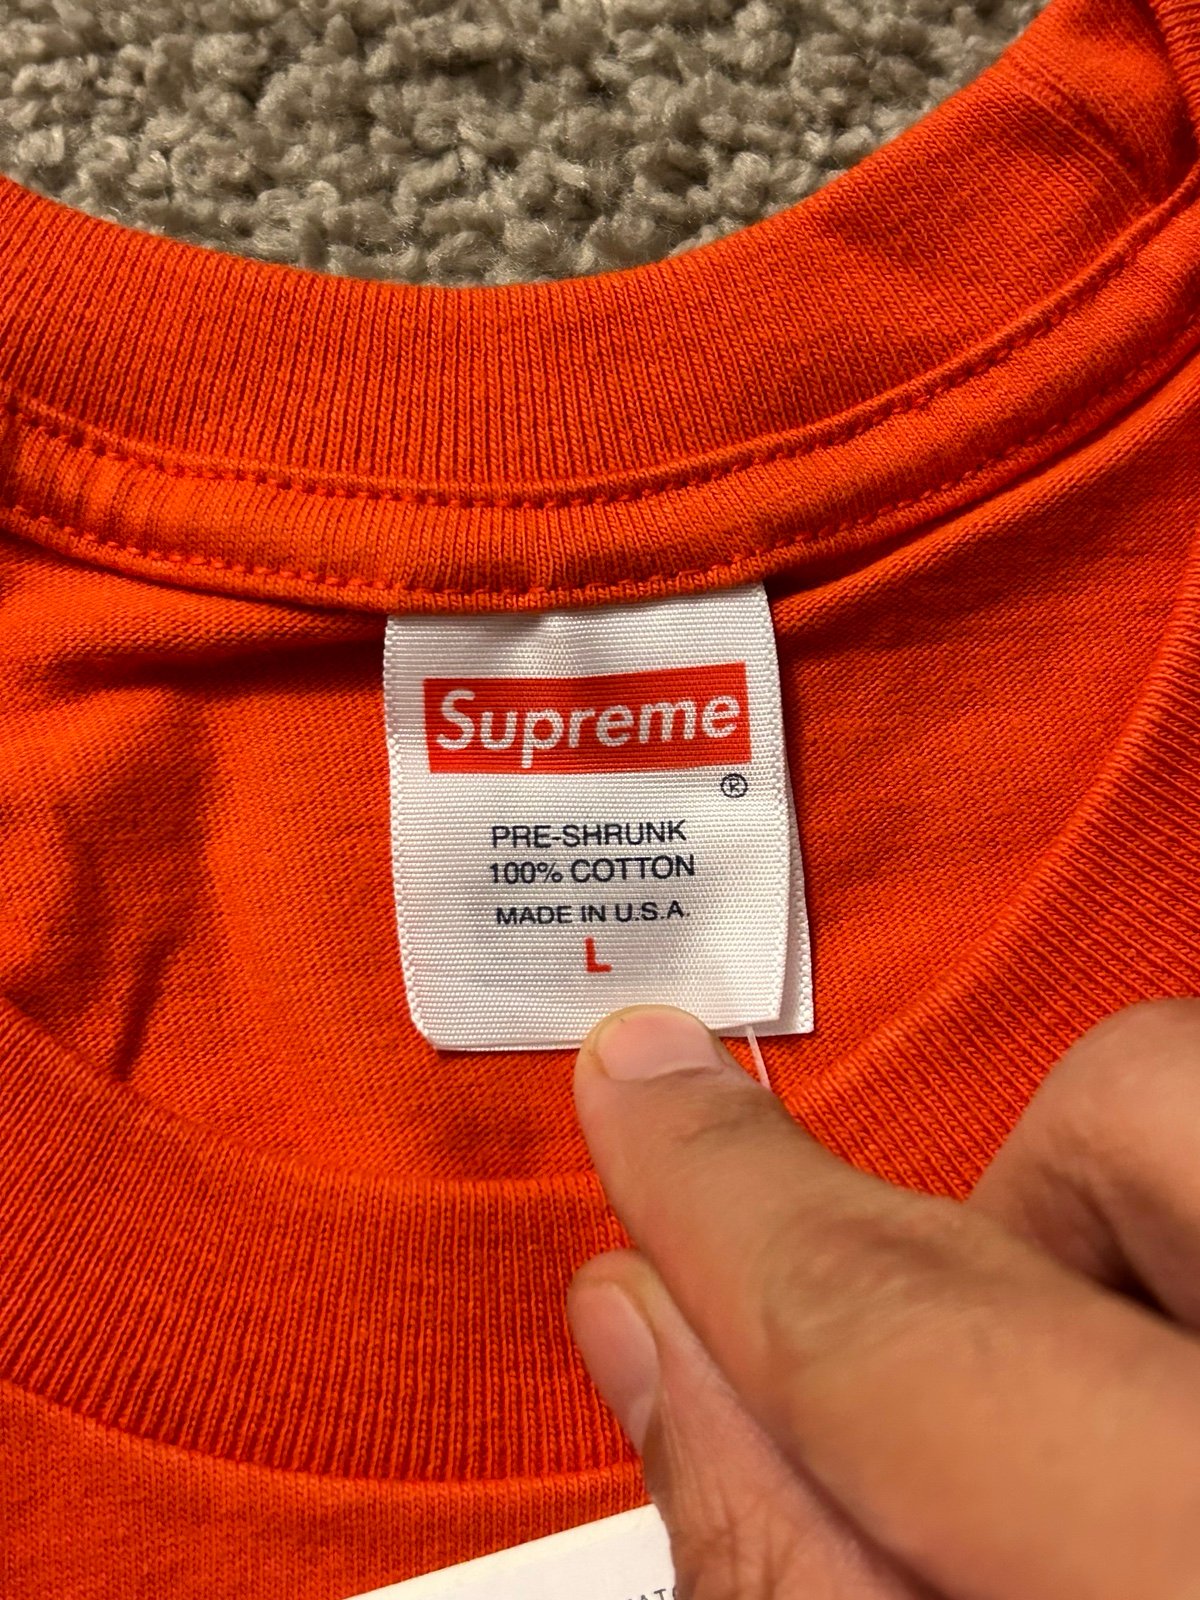 Supreme
®
PRE-SHRUNK
100% COTTON
MADE IN U.S.A.
L